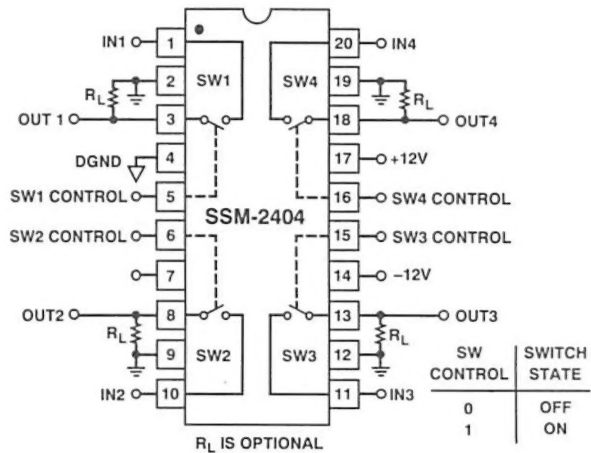 IN1 1 20 IN4
2 SW1 SW4 19
RL RL
OUT 1 3 18 OUT4
DGND 4 17 +12V
SW1 CONTROL 5 16 SW4 CONTROL
SSM-2404
SW2 CONTROL 6 15 SW3 CONTROL
7 14 −12V
OUT2 8 13 OUT3
RL RL
9 SW2 SW3 12
IN2 10 11 IN3
RL IS OPTIONAL
SW CONTROL SWITCH STATE
0 OFF
1 ON